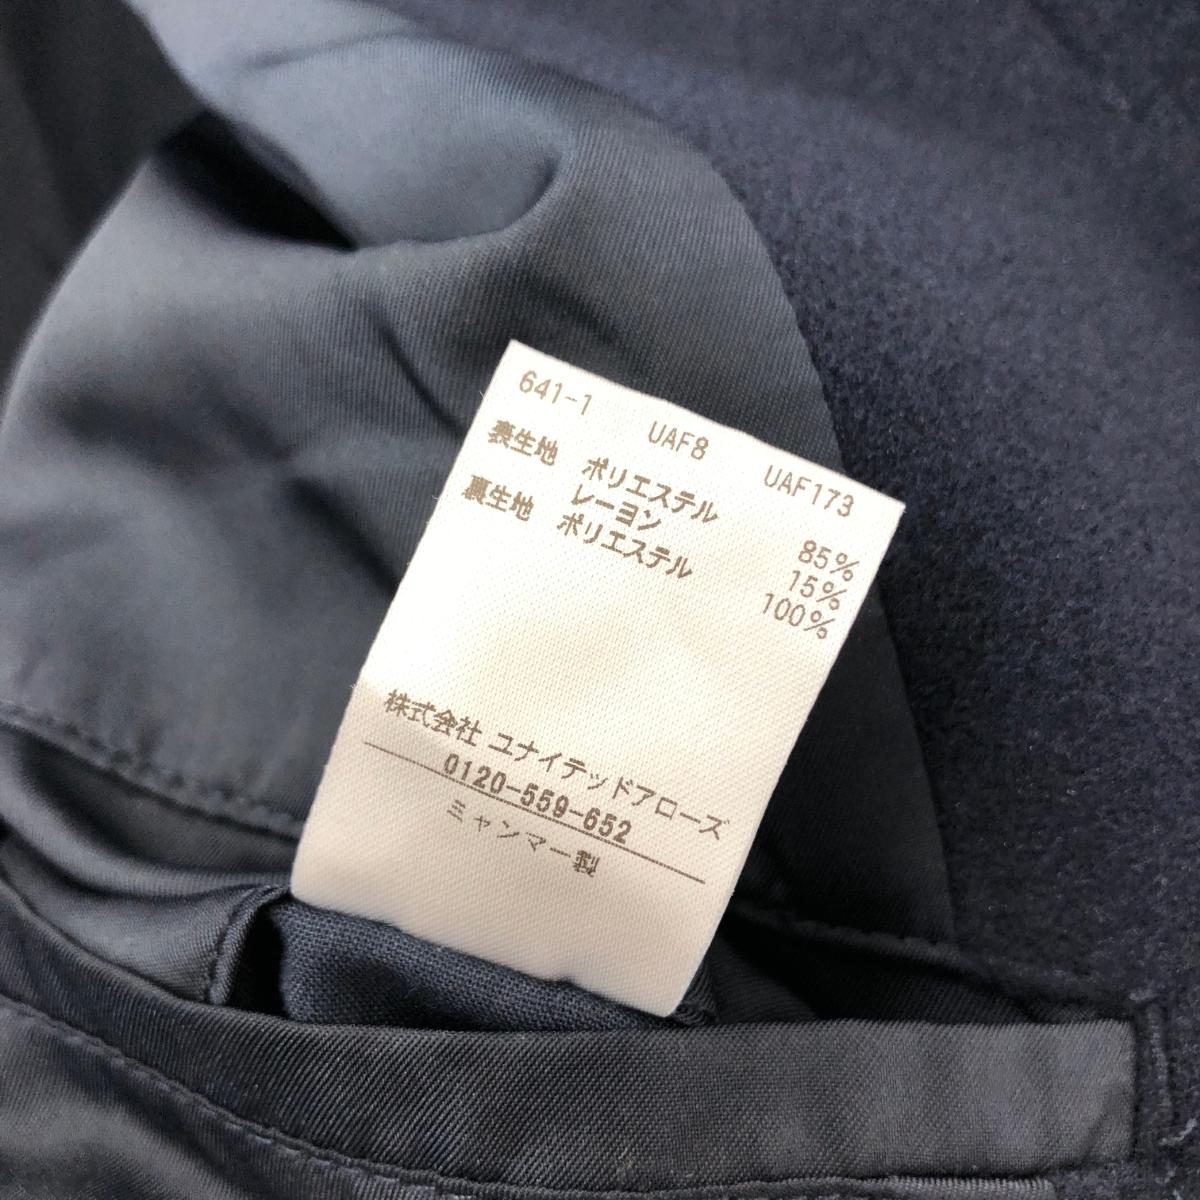 641-1 UAF8 UAF173
表生地 ポリエステル 85%
レーヨン 15%
裏生地 ポリエステル 100%
株式会社 ユナイテッドアローズ
0120-559-652
ミャンマー製